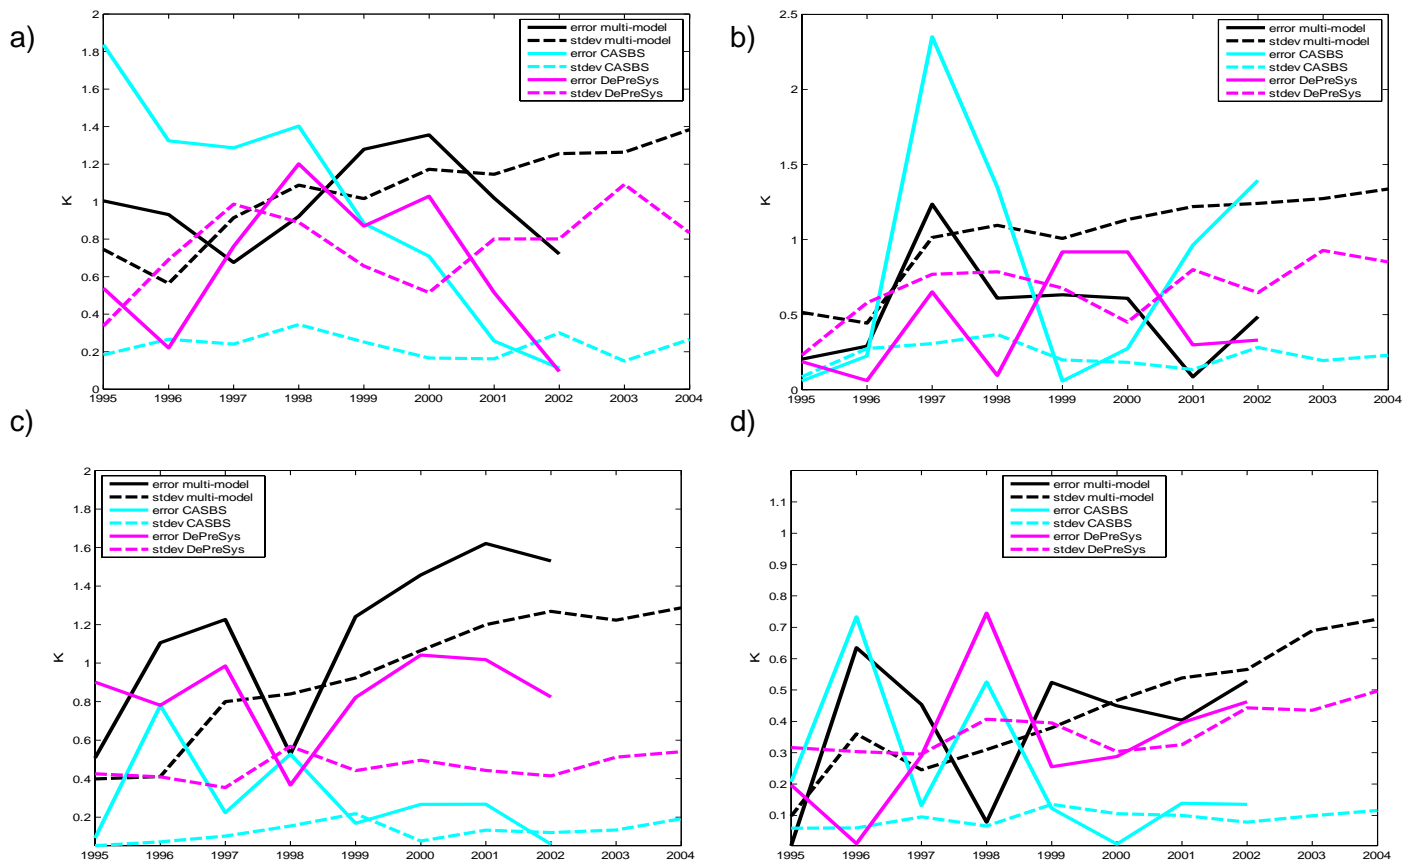 a)
2
1.8
1.6
1.4
1.2
1
0.8
0.6
0.4
0.2
0
K
1995 1996 1997 1998 1999 2000 2001 2002 2003 2004
error multi-model
stdev multi-model
error CASBS
stdev CASBS
error DePreSys
stdev DePreSys
b)
2.5
2
1.5
1
0.5
0
K
1995 1996 1997 1998 1999 2000 2001 2002 2003 2004
error multi-model
stdev multi-model
error CASBS
stdev CASBS
error DePreSys
stdev DePreSys
c)
2
1.8
1.6
1.4
1.2
1
0.8
0.6
0.4
0.2
K
1995 1996 1997 1998 1999 2000 2001 2002 2003 2004
error multi-model
stdev multi-model
error CASBS
stdev CASBS
error DePreSys
stdev DePreSys
d)
1.1
1
0.9
0.8
0.7
0.6
0.5
0.4
0.3
0.2
0.1
K
1995 1996 1997 1998 1999 2000 2001 2002 2003 2004
error multi-model
stdev multi-model
error CASBS
stdev CASBS
error DePreSys
stdev DePreSys